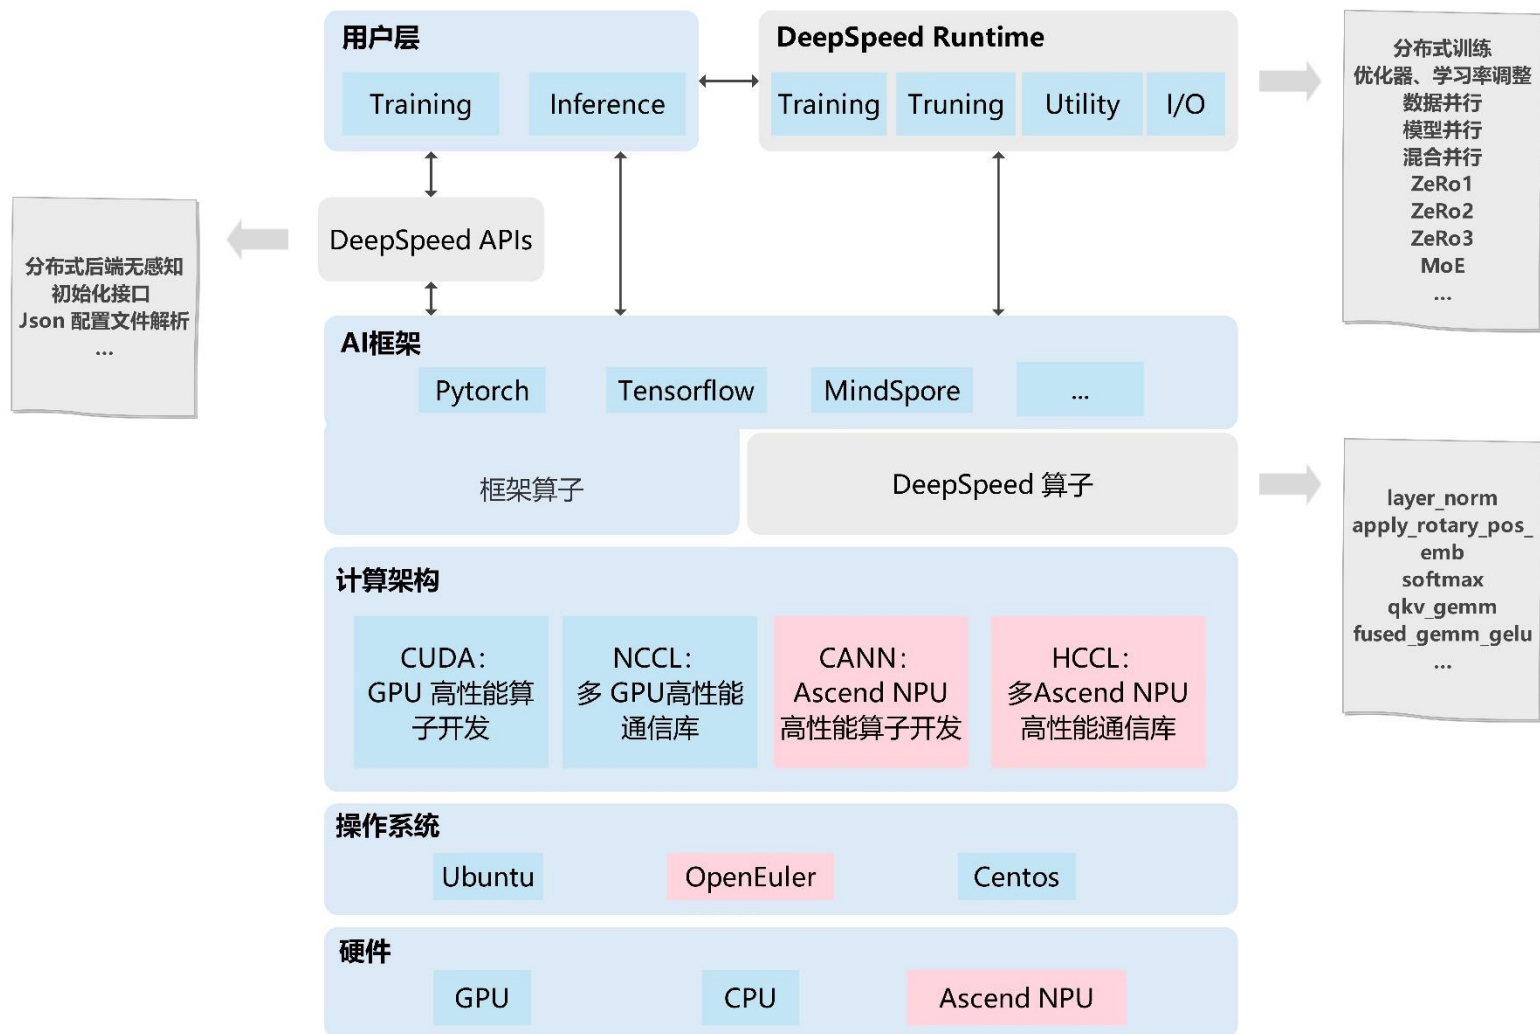 用户层
Training
Inference
DeepSpeed Runtime
Training
Truning
Utility
I/O
分布式训练
优化器、学习率调整
数据并行
模型并行
混合并行
ZeRo1
ZeRo2
ZeRo3
MoE
...
DeepSpeed APIs
分布式后端无感知
初始化接口
Json 配置文件解析
...
AI框架
Pytorch
Tensorflow
MindSpore
...
框架算子
DeepSpeed 算子
layer_norm
apply_rotary_pos_
emb
softmax
qkv_gemm
fused_gemm_gelu
...
计算架构
CUDA：
GPU 高性能算
子开发
NCCL：
多 GPU高性能
通信库
CANN：
Ascend NPU
高性能算子开发
HCCL：
多Ascend NPU
高性能通信库
操作系统
Ubuntu
OpenEuler
Centos
硬件
GPU
CPU
Ascend NPU